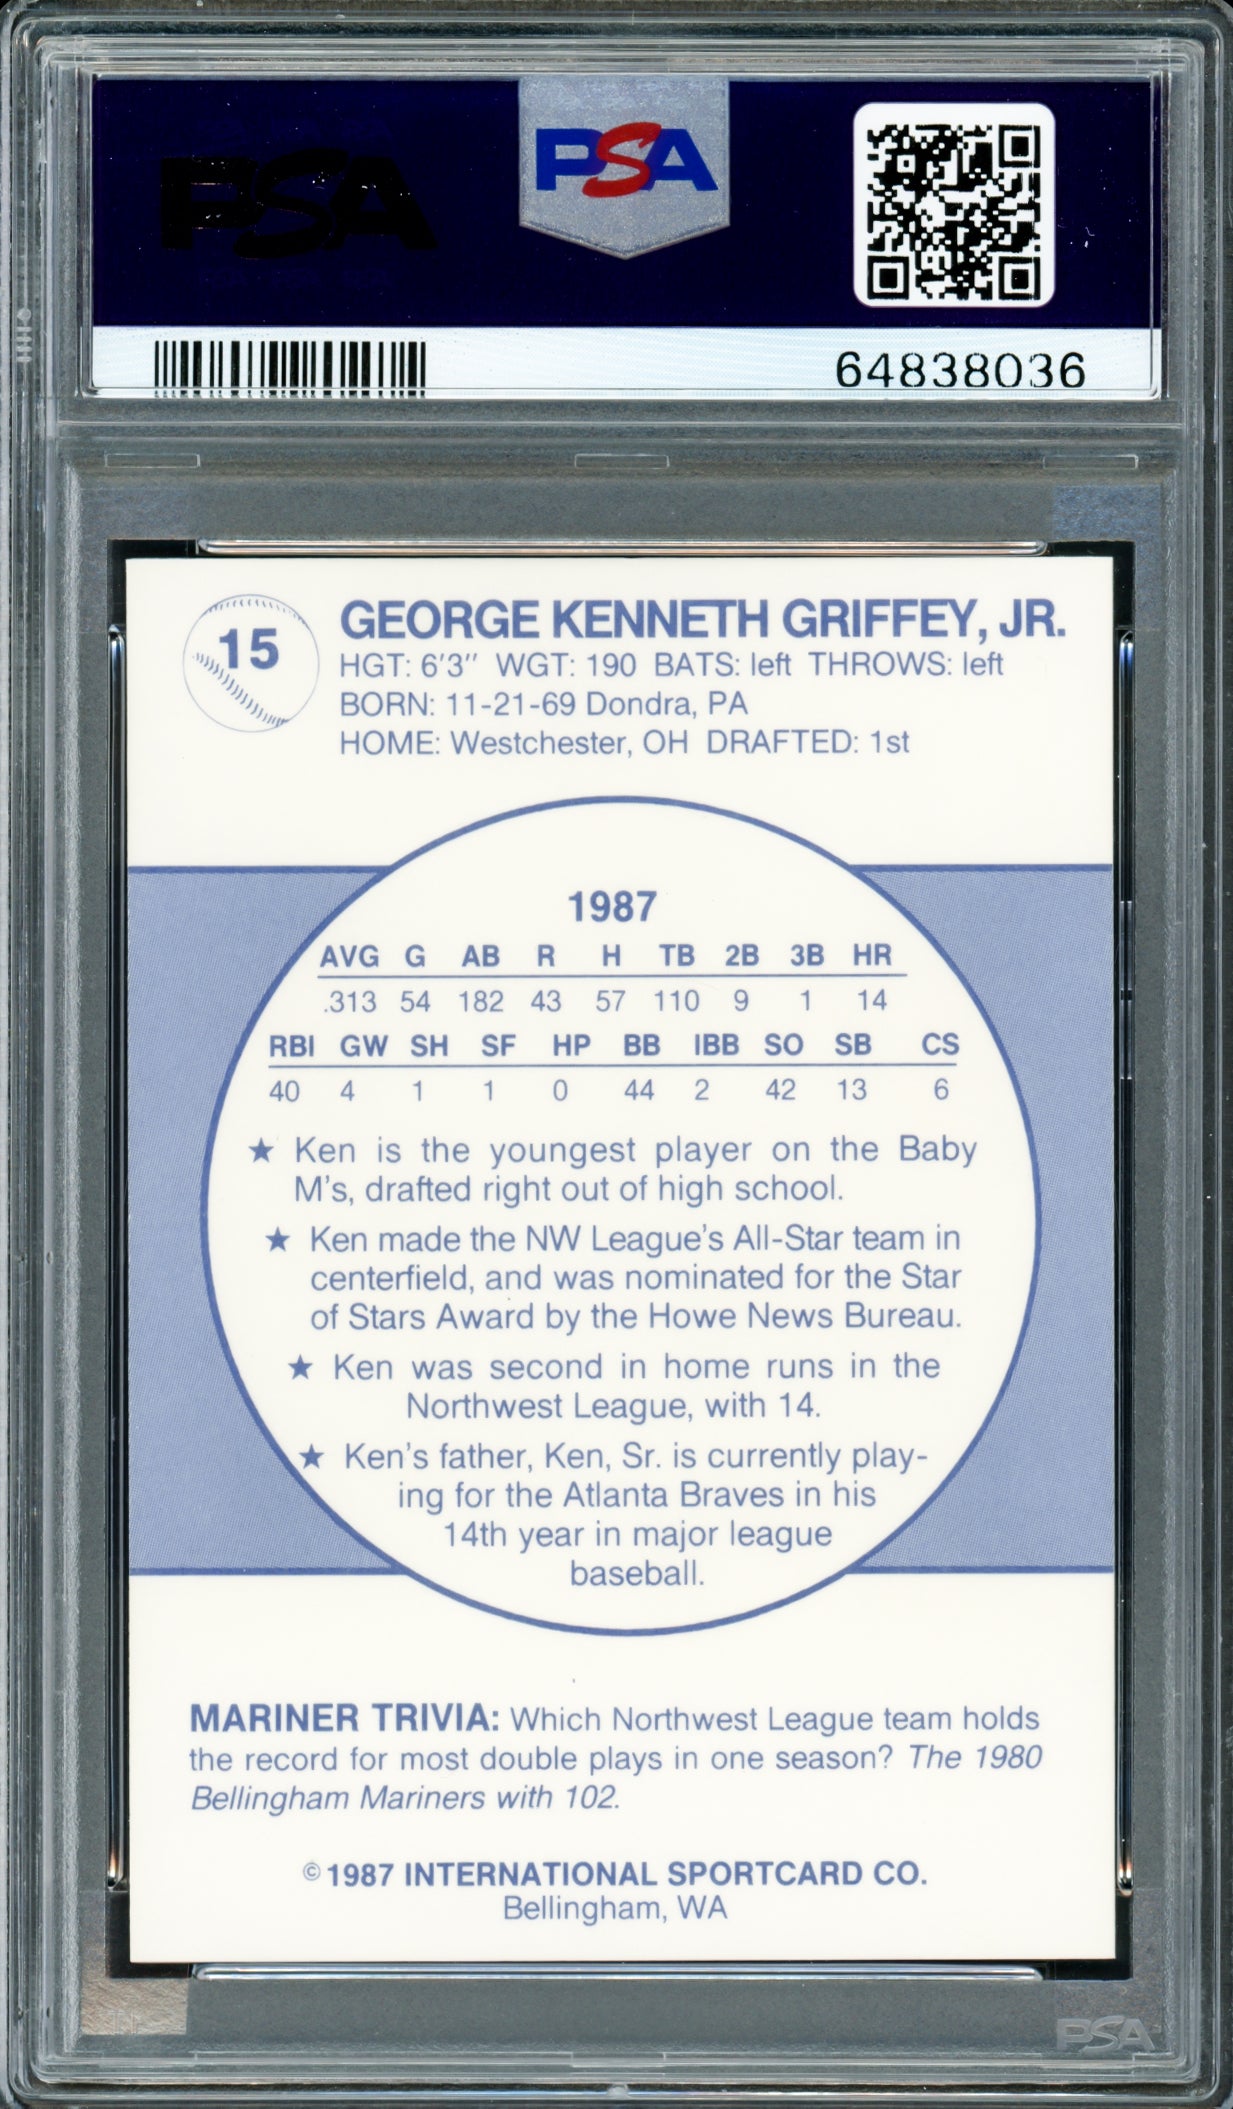 PSA
PSA
64838036
15
GEORGE KENNETH GRIFFEY, JR.
HGT: 6'3" WGT: 190 BATS: left THROWS: left
BORN: 11-21-69 Dondra, PA
HOME: Westchester, OH DRAFTED: 1st
1987
AVG G AB R H TB 2B 3B HR
.313 54 182 43 57 110 9 1 14
RBI GW SH SF HP BB IBB SO SB CS
40 4 1 1 0 44 2 42 13 6
★ Ken is the youngest player on the Baby
M's, drafted right out of high school.
★ Ken made the NW League's All-Star team in
centerfield, and was nominated for the Star
of Stars Award by the Howe News Bureau.
★ Ken was second in home runs in the
Northwest League, with 14.
★ Ken's father, Ken, Sr. is currently play-
ing for the Atlanta Braves in his
14th year in major league
baseball.
MARINER TRIVIA: Which Northwest League team holds
the record for most double plays in one season? The 1980
Bellingham Mariners with 102.
© 1987 INTERNATIONAL SPORTCARD CO.
Bellingham, WA
PSA